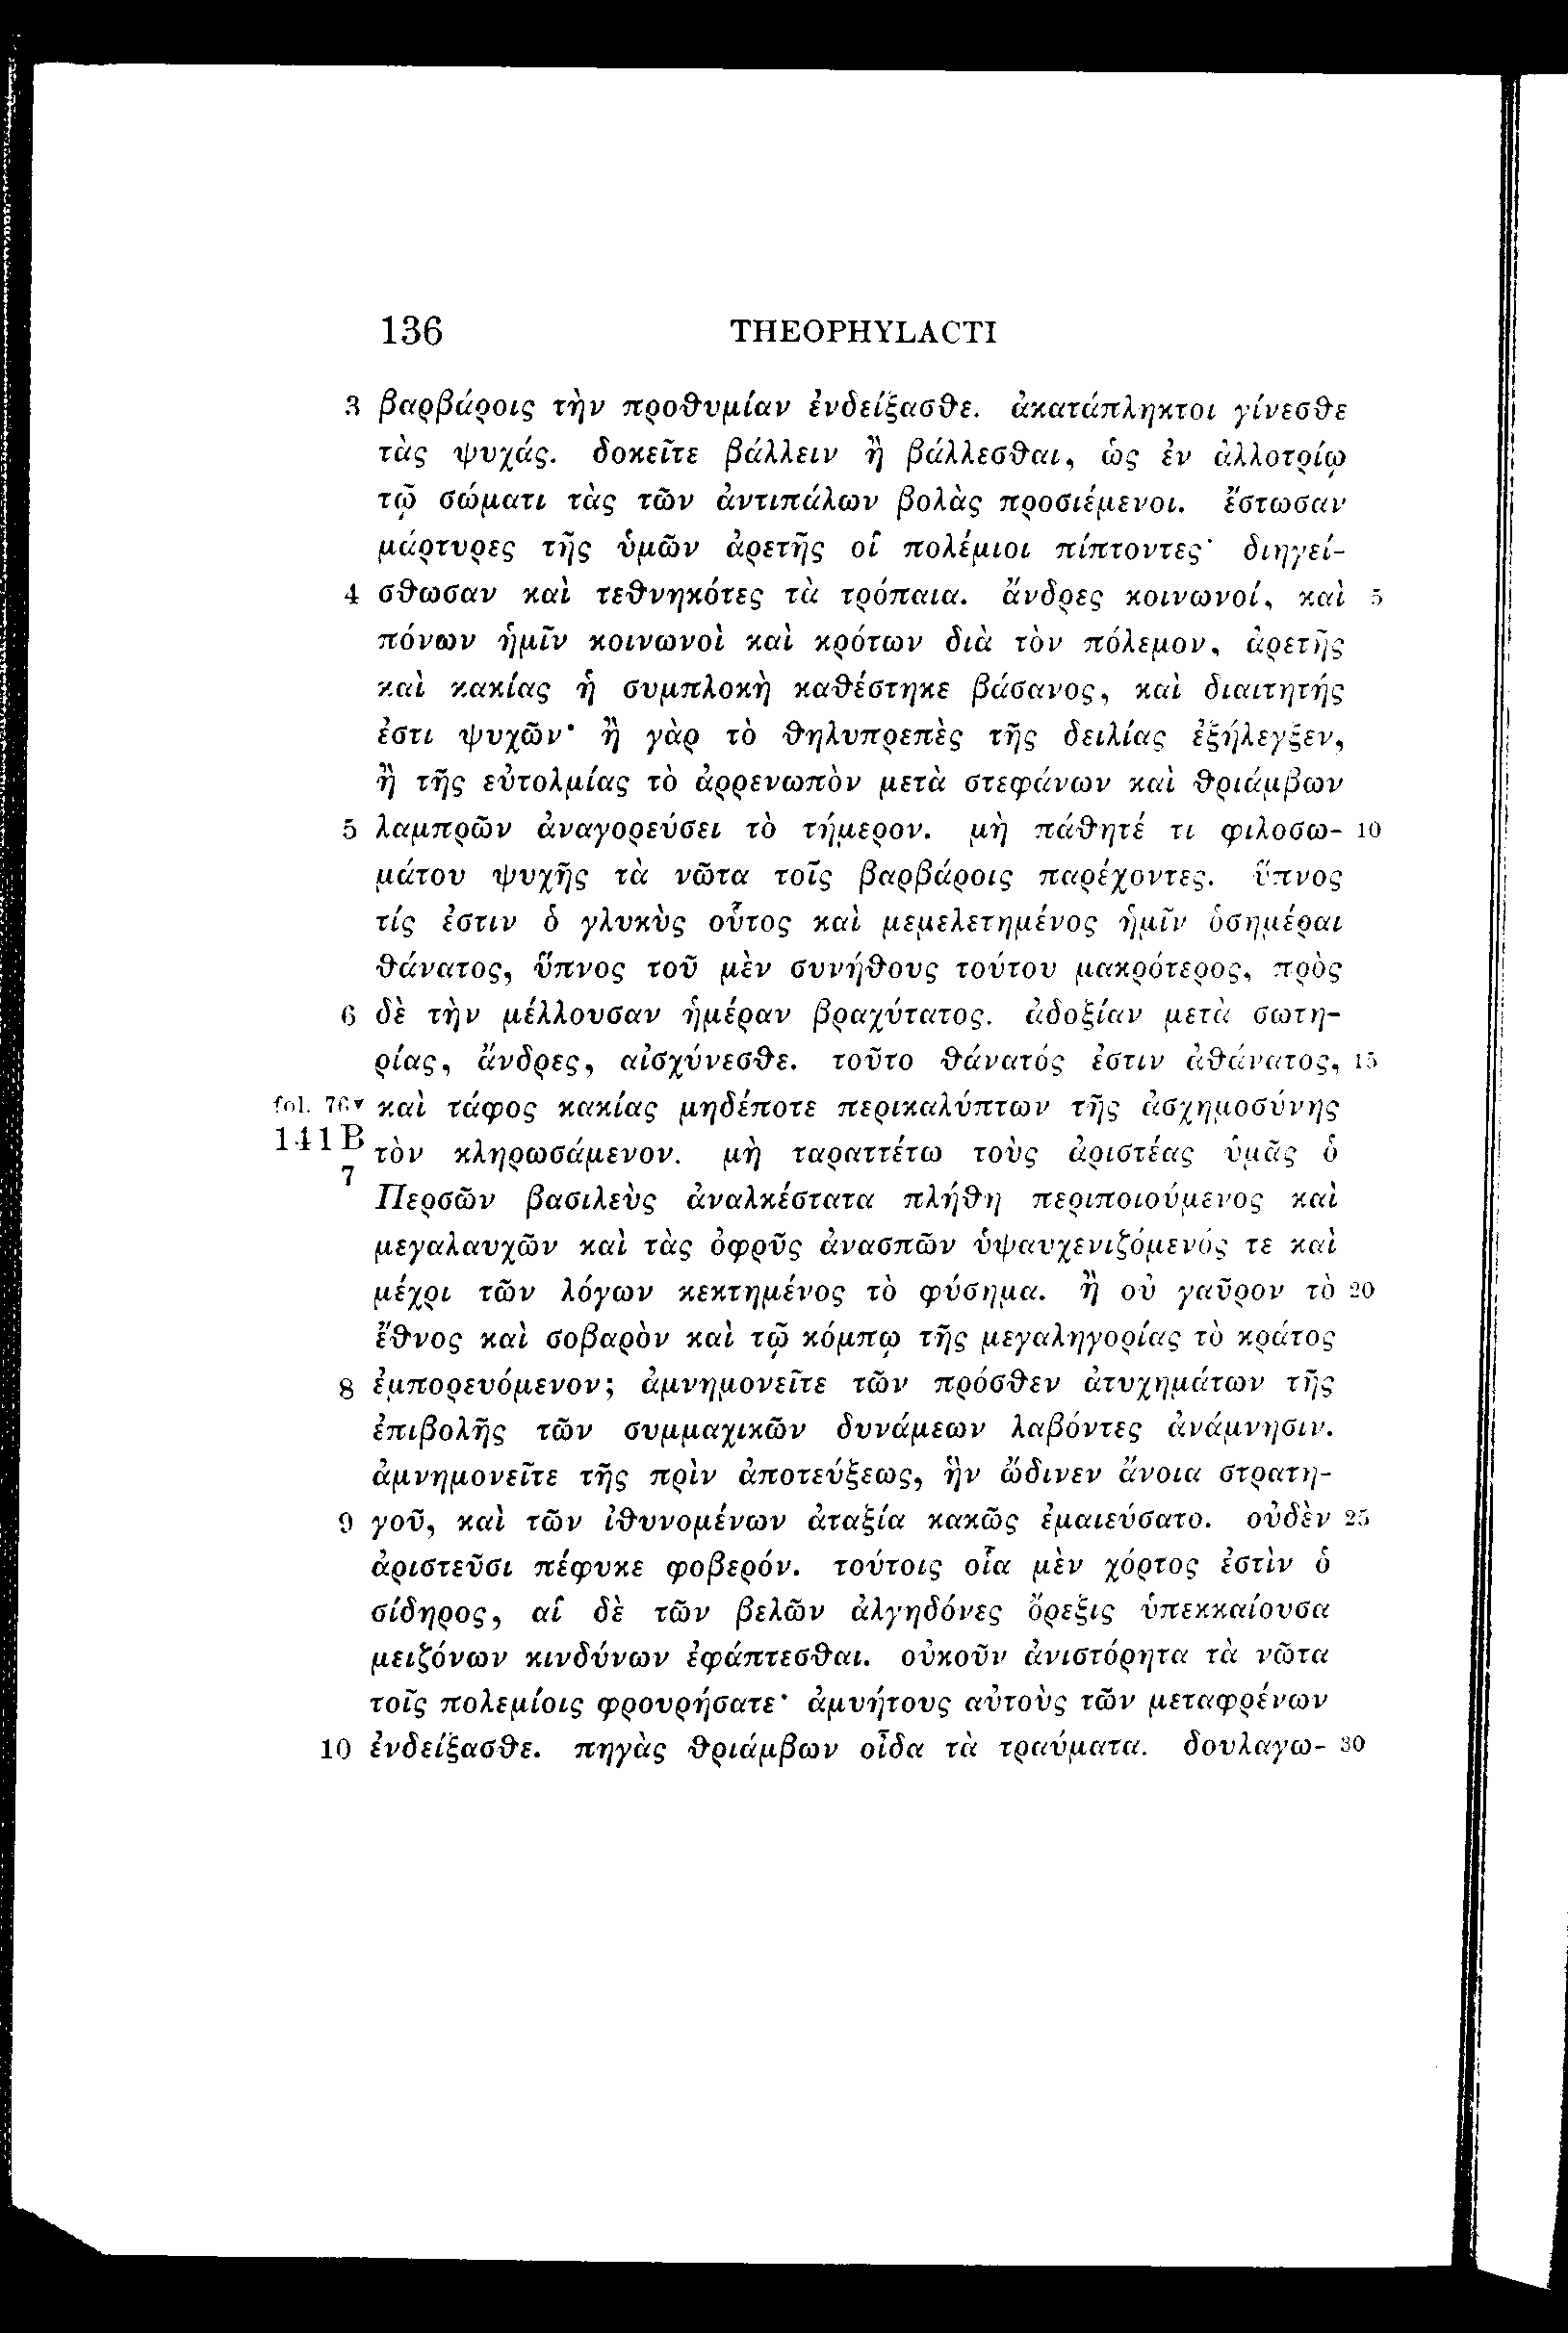 136 THEOPHYLACTI
3 βαρβάροις τὴν προθυμίαν ἐνδείξασθε. ἀκατάπληκτοι γίνεσθε
τὰς ψυχάς. δοκεῖτε βάλλειν ἢ βάλλεσθαι, ὡς ἐν ἀλλοτρίῳ
τῷ σώματι τὰς τῶν ἀντιπάλων βολὰς προσιέμενοι. ἔστωσαν
μάρτυρες τῆς ὑμῶν ἀρετῆς οἱ πολέμιοι πίπτοντες· διηγεί-
4 σθωσαν καὶ τεθνηκότες τὰ τρόπαια. ἄνδρες κοινωνοί, καὶ 5
πόνων ἡμῖν κοινωνοὶ καὶ κρότων διὰ τὸν πόλεμον, ἀρετῆς
καὶ κακίας ἡ συμπλοκὴ καθέστηκε βάσανος, καὶ διαιτητής
ἐστι ψυχῶν· ἢ γὰρ τὸ θηλυπρεπὲς τῆς δειλίας ἐξήλεγξεν,
ἢ τῆς εὐτολμίας τὸ ἀρρενωπὸν μετὰ στεφάνων καὶ θριάμβων
5 λαμπρῶν ἀναγορεύσει τὸ τήμερον. μὴ πάθητέ τι φιλοσω- 10
μάτου ψυχῆς τὰ νῶτα τοῖς βαρβάροις παρέχοντες. ὕπνος
τίς ἐστιν ὁ γλυκὺς οὗτος καὶ μεμελετημένος ἡμῖν ὁσημέραι
θάνατος, ὕπνος τοῦ μὲν συνήθους τούτου μακρότερος, πρὸς
6 δὲ τὴν μέλλουσαν ἡμέραν βραχύτατος. ἀδοξίαν μετὰ σωτη-
ρίας, ἄνδρες, αἰσχύνεσθε. τοῦτο θάνατός ἐστιν ἀθάνατος, 15
fol. 76v καὶ τάφος κακίας μηδέποτε περικαλύπτων τῆς ἀσχημοσύνης
141 B τὸν κληρωσάμενον. μὴ ταραττέτω τοὺς ἀριστέας ὑμᾶς ὁ
7 Περσῶν βασιλεὺς ἀναλκέστατα πλήθη περιποιούμενος καὶ
μεγαλαυχῶν καὶ τὰς ὀφρῦς ἀνασπῶν ὑψαυχενιζόμενός τε καὶ
μέχρι τῶν λόγων κεκτημένος τὸ φύσημα. ἢ οὐ γαῦρον τὸ 20
ἔθνος καὶ σοβαρὸν καὶ τῷ κόμπῳ τῆς μεγαληγορίας τὸ κράτος
8 ἐμπορευόμενον; ἀμνημονεῖτε τῶν πρόσθεν ἀτυχημάτων τῆς
ἐπιβολῆς τῶν συμμαχικῶν δυνάμεων λαβόντες ἀνάμνησιν.
ἀμνημονεῖτε τῆς πρὶν ἀποτεύξεως, ἣν ὤδινεν ἄνοια στρατη-
9 γοῦ, καὶ τῶν ἰθυνομένων ἀταξία κακῶς ἐμαιεύσατο. οὐδὲν 25
ἀριστεῦσι πέφυκε φοβερόν. τούτοις οἷα μὲν χόρτος ἐστὶν ὁ
σίδηρος, αἱ δὲ τῶν βελῶν ἀλγηδόνες ὄρεξις ὑπεκκαίουσα
μειζόνων κινδύνων ἐφάπτεσθαι. οὐκοῦν ἀνιστόρητα τὰ νῶτα
τοῖς πολεμίοις φρουρήσατε· ἀμυήτους αὐτοὺς τῶν μεταφρένων
10 ἐνδείξασθε. πηγὰς θριάμβων οἶδα τὰ τραύματα. δουλαγω- 30